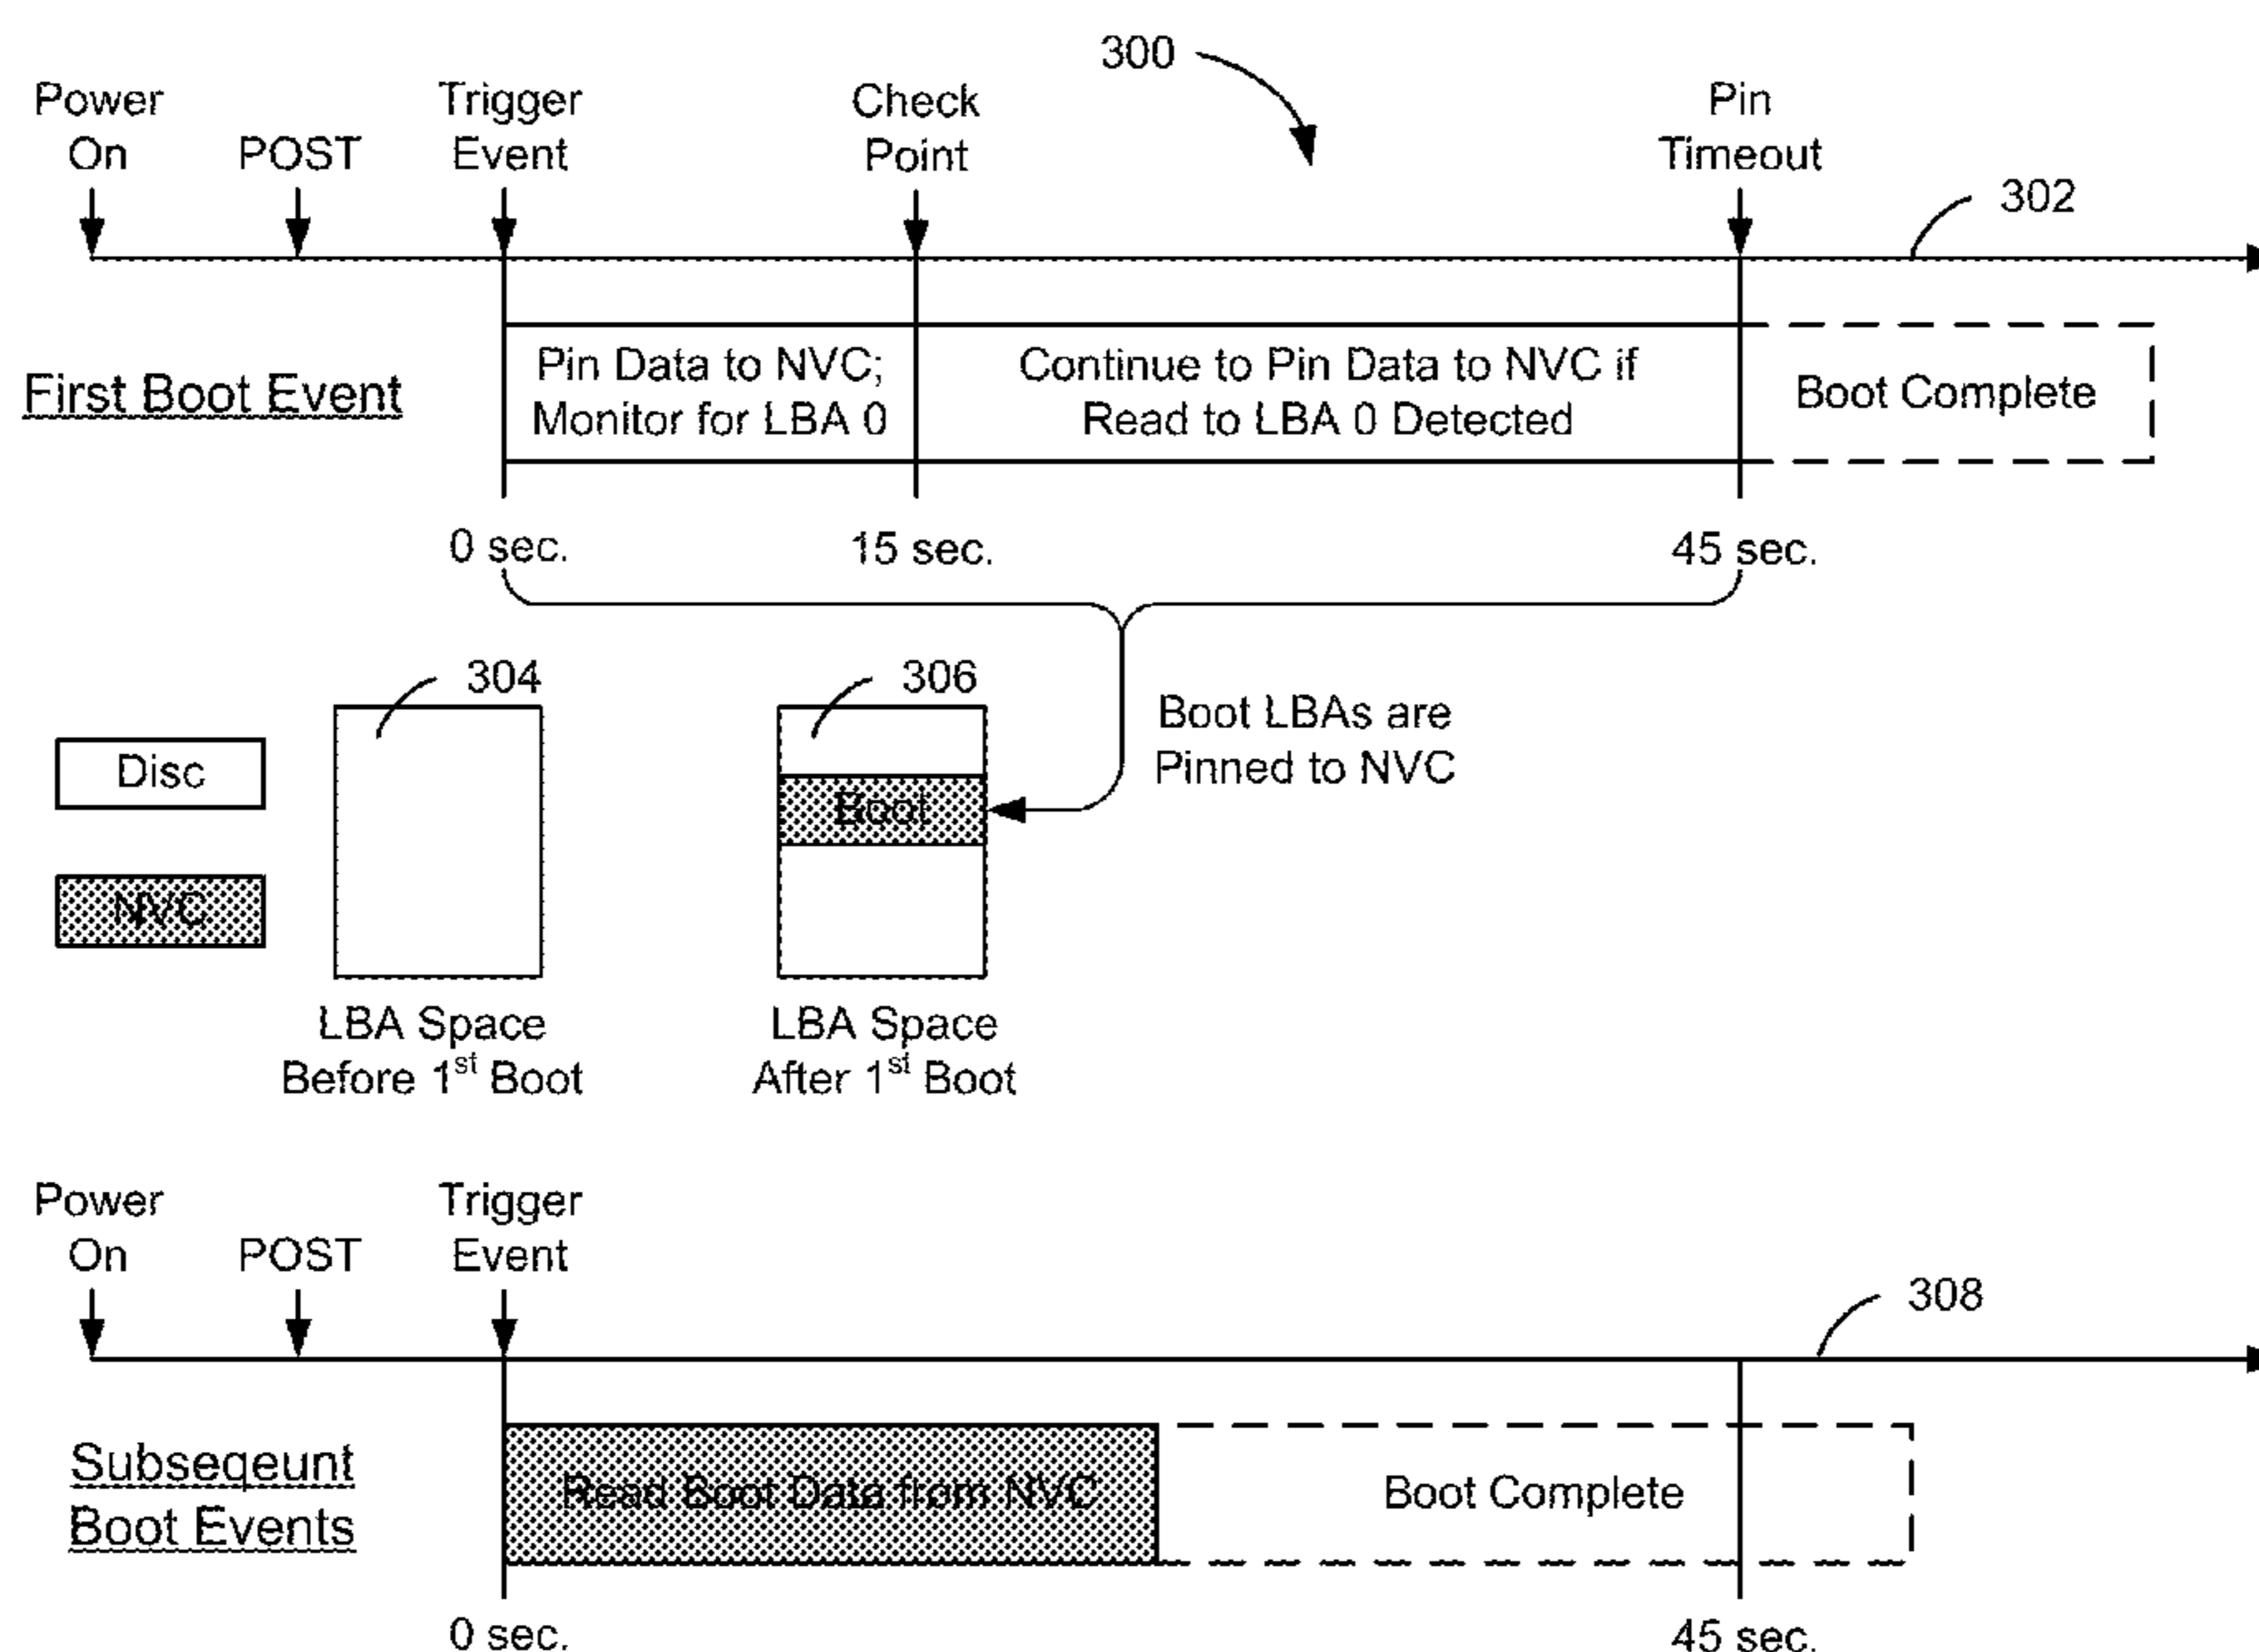 300
Power
On
POST
Trigger
Event
Check
Point
Pin
Timeout
302
First Boot Event
Pin Data to NVC;
Monitor for LBA 0
Continue to Pin Data to NVC if
Read to LBA 0 Detected
Boot Complete
0 sec.
15 sec.
45 sec.
304
306
Boot LBAs are
Pinned to NVC
Disc
Boot
NVC
LBA Space
Before 1st Boot
LBA Space
After 1st Boot
Power
On
POST
Trigger
Event
308
Subseqeunt
Boot Events
Read Boot Data from NVC
Boot Complete
0 sec.
45 sec.